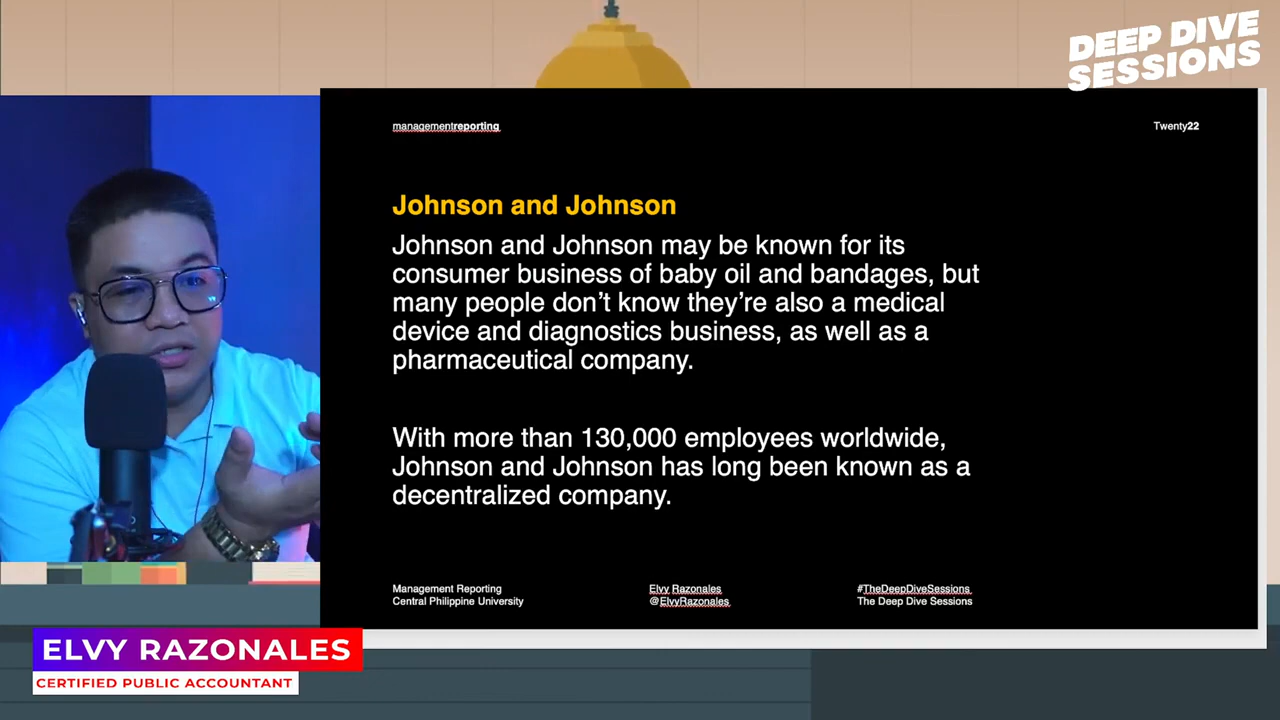 DEEP DIVE
SESSIONS
managementreporting
Twenty22
Johnson and Johnson
Johnson and Johnson may be known for its
consumer business of baby oil and bandages, but
many people don’t know they’re also a medical
device and diagnostics business, as well as a
pharmaceutical company.
With more than 130,000 employees worldwide,
Johnson and Johnson has long been known as a
decentralized company.
Management Reporting
Central Philippine University
Elvy Razonales
@ElvyRazonales
#TheDeepDiveSessions
The Deep Dive Sessions
ELVY RAZONALES
CERTIFIED PUBLIC ACCOUNTANT